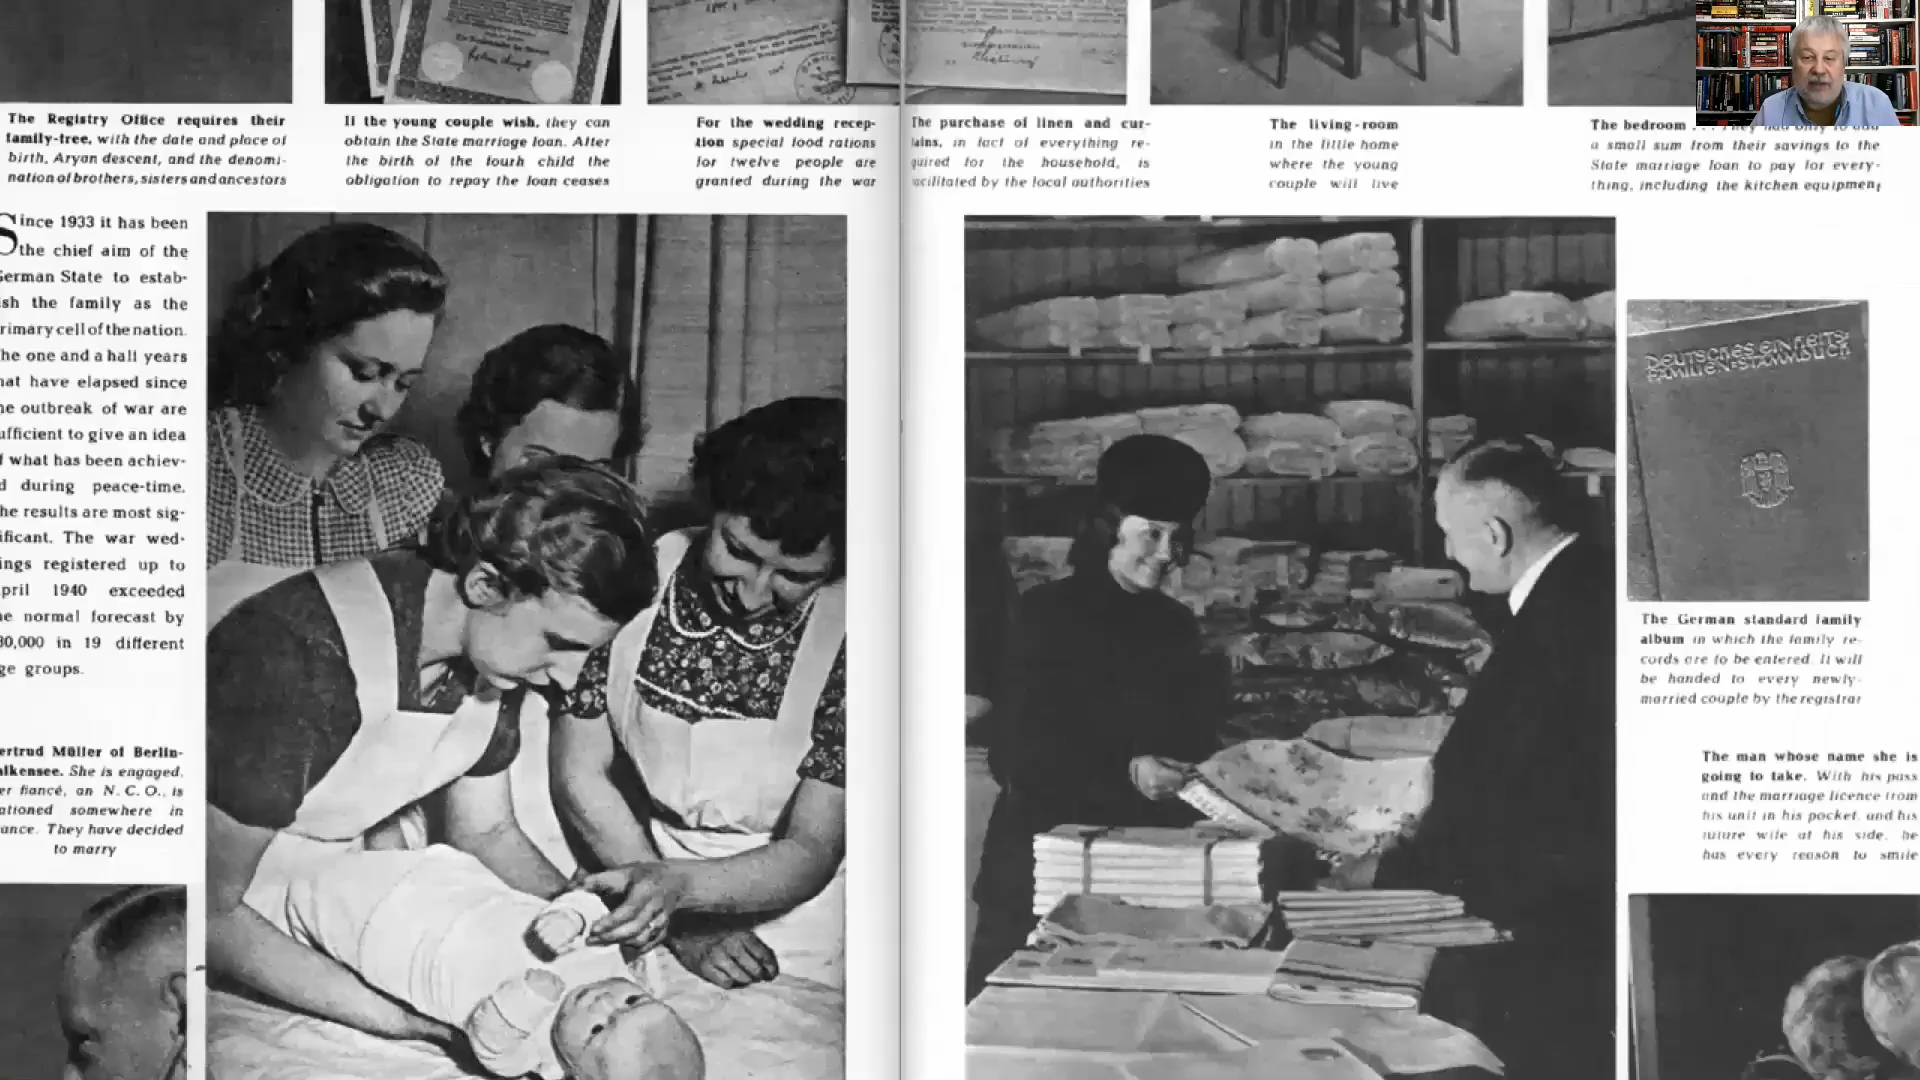 The Registry Office requires their
family-tree, with the date and place of
birth, Aryan descent, and the denomi-
nation of brothers, sisters and ancestors
If the young couple wish, they can
obtain the State marriage loan. After
the birth of the fourth child the
obligation to repay the loan ceases
For the wedding recep-
tion special food rations
for twelve people are
granted during the war
The purchase of linen and cur-
tains, in fact of everything re-
quired for the household, is
facilitated by the local authorities
The living-room
in the little home
where the young
couple will live
The bedroom . . . They had only to add
a small sum from their savings to the
State marriage loan to pay for every-
thing, including the kitchen equipment
Since 1933 it has been
the chief aim of the
German State to estab-
ish the family as the
rimary cell of the nation.
The one and a half years
hat have elapsed since
he outbreak of war are
ufficient to give an idea
f what has been achiev-
d during peace-time.
he results are most sig-
ificant. The war wed-
ings registered up to
pril 1940 exceeded
he normal forecast by
30,000 in 19 different
ge groups.
ertrud Müller of Berlin-
alkensee. She is engaged.
er fiancé, an N. C. O., is
ationed somewhere in
ance. They have decided
to marry
DEUTSCHES EINHEITS-
FAMILIEN-STAMMBUCH
The German standard family
album in which the family re-
cords are to be entered. It will
be handed to every newly-
married couple by the registrar
The man whose name she is
going to take. With his pass
and the marriage licence from
his unit in his pocket, and his
future wife at his side, he
has every reason to smile